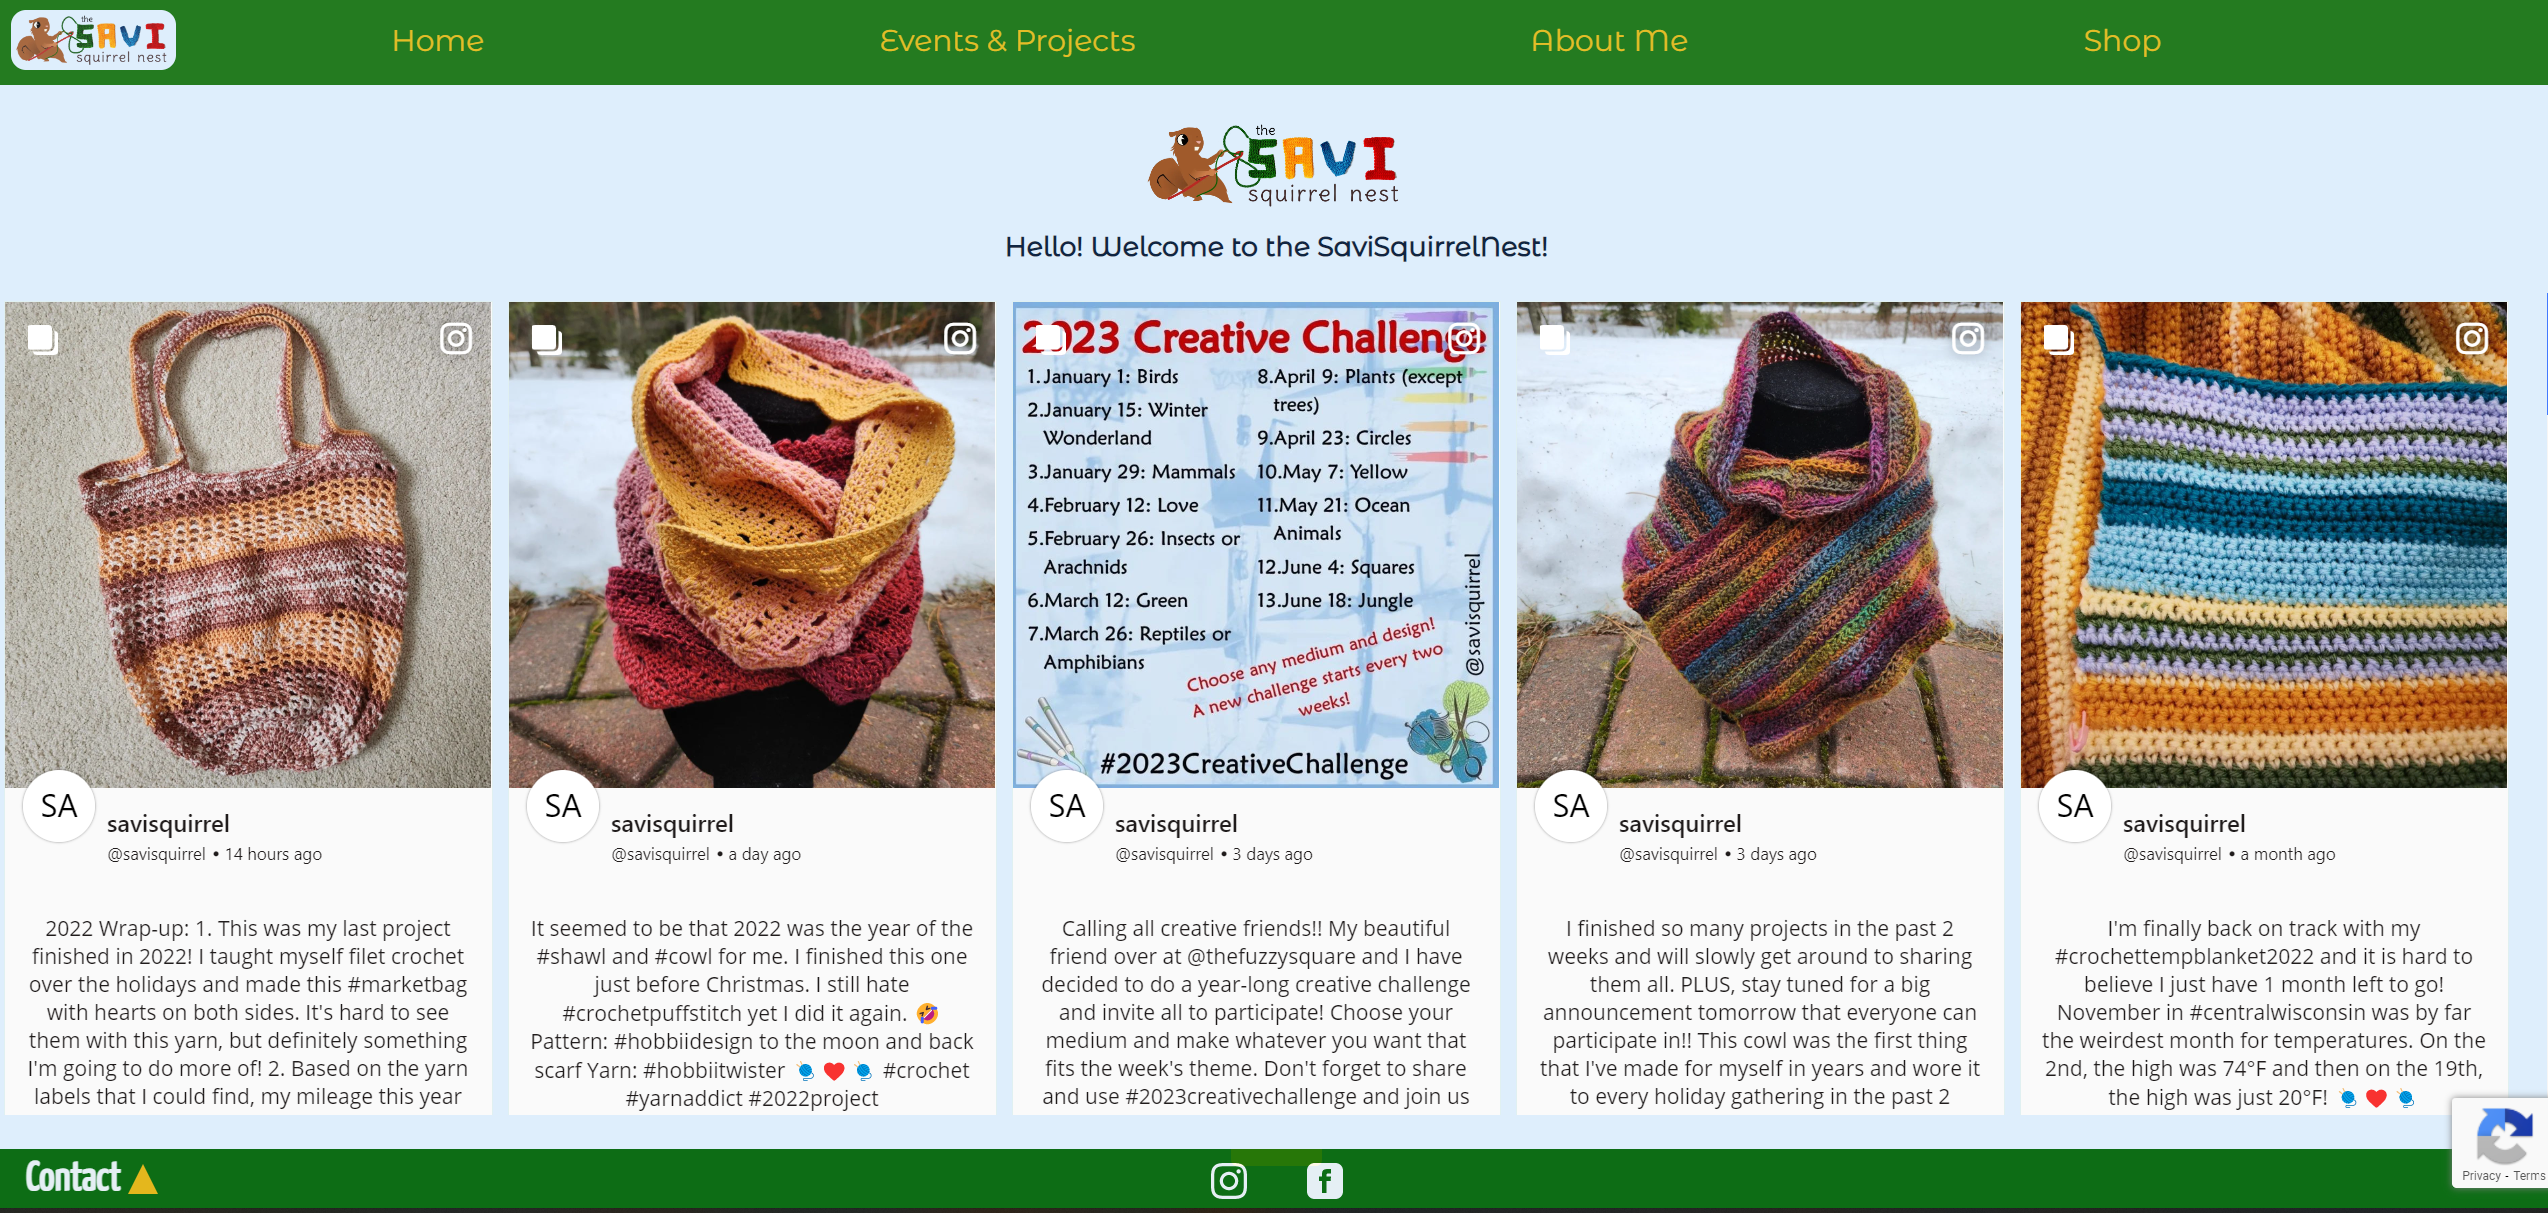 the
SAVI
squirrel nest
Home
Events & Projects
About Me
Shop
the
SAVI
squirrel nest
Hello! Welcome to the SaviSquirrelNest!
SA
savisquirrel
@savisquirrel • 14 hours ago
2022 Wrap-up: 1. This was my last project
finished in 2022! I taught myself filet crochet
over the holidays and made this #marketbag
with hearts on both sides. It's hard to see
them with this yarn, but definitely something
I'm going to do more of! 2. Based on the yarn
labels that I could find, my mileage this year
SA
savisquirrel
@savisquirrel • a day ago
It seemed to be that 2022 was the year of the
#shawl and #cowl for me. I finished this one
just before Christmas. I still hate
#crochetpuffstitch yet I did it again. 🤣
Pattern: #hobbiidesign to the moon and back
scarf Yarn: #hobbiitwister 🧶❤️🧶 #crochet
#yarnaddict #2022project
2023 Creative Challenge
1.January 1: Birds
2.January 15: Winter
Wonderland
3.January 29: Mammals
4.February 12: Love
5.February 26: Insects or
Arachnids
6.March 12: Green
7.March 26: Reptiles or
Amphibians
8.April 9: Plants (except
trees)
9.April 23: Circles
10.May 7: Yellow
11.May 21: Ocean
Animals
12.June 4: Squares
13.June 18: Jungle
Choose any medium and design!
A new challenge starts every two
weeks!
@savisquirrel
#2023CreativeChallenge
SA
savisquirrel
@savisquirrel • 3 days ago
Calling all creative friends!! My beautiful
friend over at @thefuzzysquare and I have
decided to do a year-long creative challenge
and invite all to participate! Choose your
medium and make whatever you want that
fits the week's theme. Don't forget to share
and use #2023creativechallenge and join us
SA
savisquirrel
@savisquirrel • 3 days ago
I finished so many projects in the past 2
weeks and will slowly get around to sharing
them all. PLUS, stay tuned for a big
announcement tomorrow that everyone can
participate in!! This cowl was the first thing
that I've made for myself in years and wore it
to every holiday gathering in the past 2
SA
savisquirrel
@savisquirrel • a month ago
I'm finally back on track with my
#crochettempblanket2022 and it is hard to
believe I just have 1 month left to go!
November in #centralwisconsin was by far
the weirdest month for temperatures. On the
2nd, the high was 74°F and then on the 19th,
the high was just 20°F! 🧶❤️🧶
Contact
Privacy - Terms